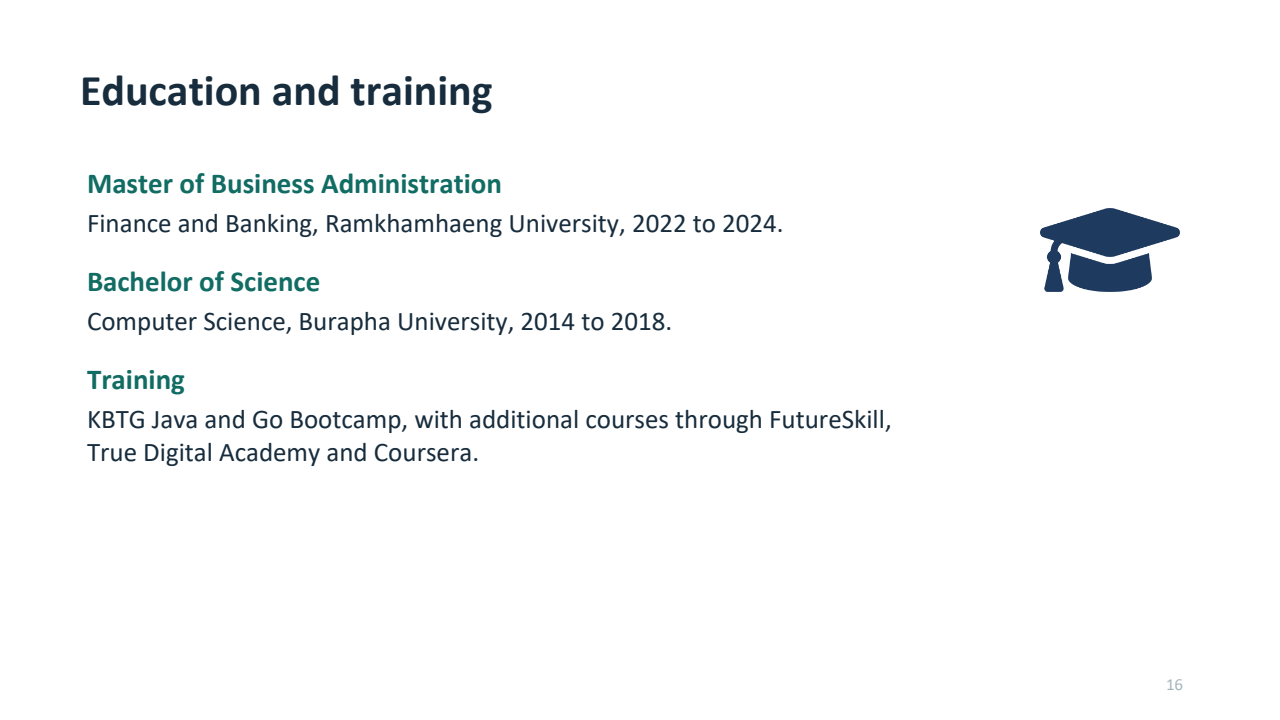 Education and training
Master of Business Administration
Finance and Banking, Ramkhamhaeng University, 2022 to 2024.
Bachelor of Science
Computer Science, Burapha University, 2014 to 2018.
Training
KBTG Java and Go Bootcamp, with additional courses through FutureSkill,
True Digital Academy and Coursera.
16